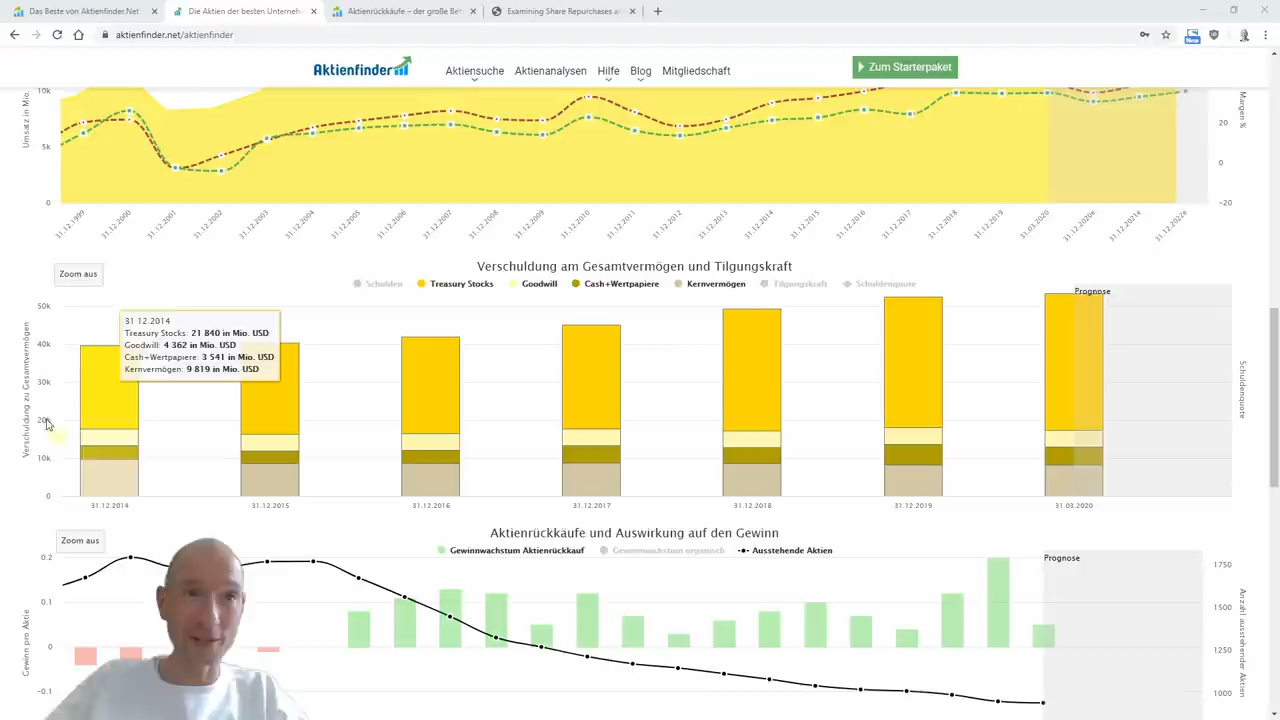 Das Beste von Aktienfinder.Net
Die Aktien der besten Unterneh
Aktienrückkäufe – der große Bet
Examining Share Repurchases a
aktienfinder.net/aktienfinder
New
Aktienfinder
Aktiensuche
Aktienanalysen
Hilfe
Blog
Mitgliedschaft
Zum Starterpaket
Umsatz in Mio.
10k
5k
0
Margen %
20
0
−20
31.12.1999
31.12.2000
31.12.2001
31.12.2002
31.12.2003
31.12.2004
31.12.2005
31.12.2006
31.12.2007
31.12.2008
31.12.2009
31.12.2010
31.12.2011
31.12.2012
31.12.2013
31.12.2014
31.12.2015
31.12.2016
31.12.2017
31.12.2018
31.12.2019
31.03.2020
31.12.2020e
31.12.2021e
31.12.2022e
Zoom aus
Verschuldung am Gesamtvermögen und Tilgungskraft
Schulden
Treasury Stocks
Goodwill
Cash+Wertpapiere
Kernvermögen
Tilgungskraft
Schuldenquote
Prognose
Verschuldung zu Gesamtvermögen
50k
40k
30k
20k
10k
0
31.12.2014
Treasury Stocks: 21 840 in Mio. USD
Goodwill: 4 362 in Mio. USD
Cash+Wertpapiere: 3 541 in Mio. USD
Kernvermögen: 9 819 in Mio. USD
Schuldenquote
31.12.2014
31.12.2015
31.12.2016
31.12.2017
31.12.2018
31.12.2019
31.03.2020
Zoom aus
Aktienrückkäufe und Auswirkung auf den Gewinn
Gewinnwachstum Aktienrückkauf
Gewinnwachstum organisch
Ausstehende Aktien
Prognose
Gewinn pro Aktie
0.2
0.1
0
−0.1
1750
1500
1250
1000
Anzahl ausstehender Aktien